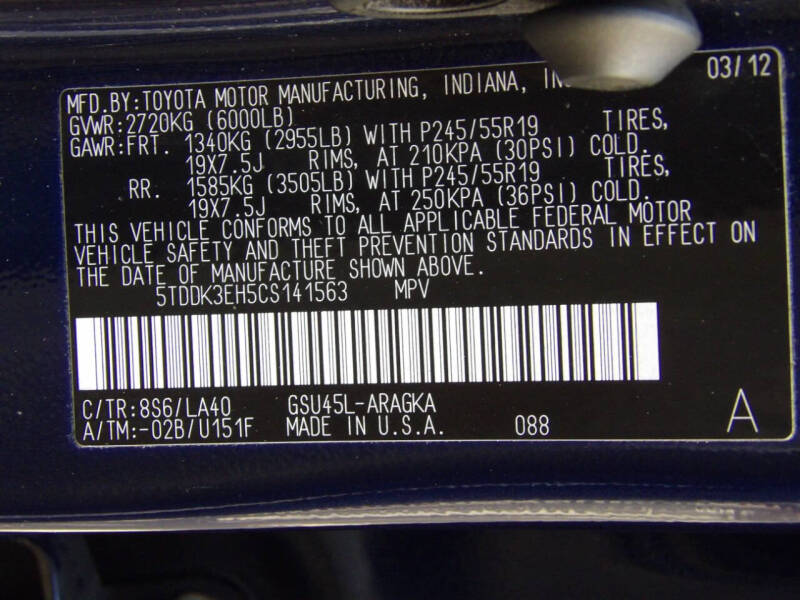 03/12
MFD.BY:TOYOTA MOTOR MANUFACTURING, INDIANA,
GVWR:2720KG (6000LB)
GAWR:FRT. 1340KG (2955LB) WITH P245/55R19 TIRES,
19X7.5J RIMS, AT 210KPA (30PSI) COLD.
RR. 1585KG (3505LB) WITH P245/55R19 TIRES,
19X7.5J RIMS, AT 250KPA (36PSI) COLD.
THIS VEHICLE CONFORMS TO ALL APPLICABLE FEDERAL MOTOR
VEHICLE SAFETY AND THEFT PREVENTION STANDARDS IN EFFECT ON
THE DATE OF MANUFACTURE SHOWN ABOVE.
5TDDK3EH5CS141563 MPV
C/TR:8S6/LA40 GSU45L-ARAGKA
A/TM:-02B/U151F MADE IN U.S.A. 088 A